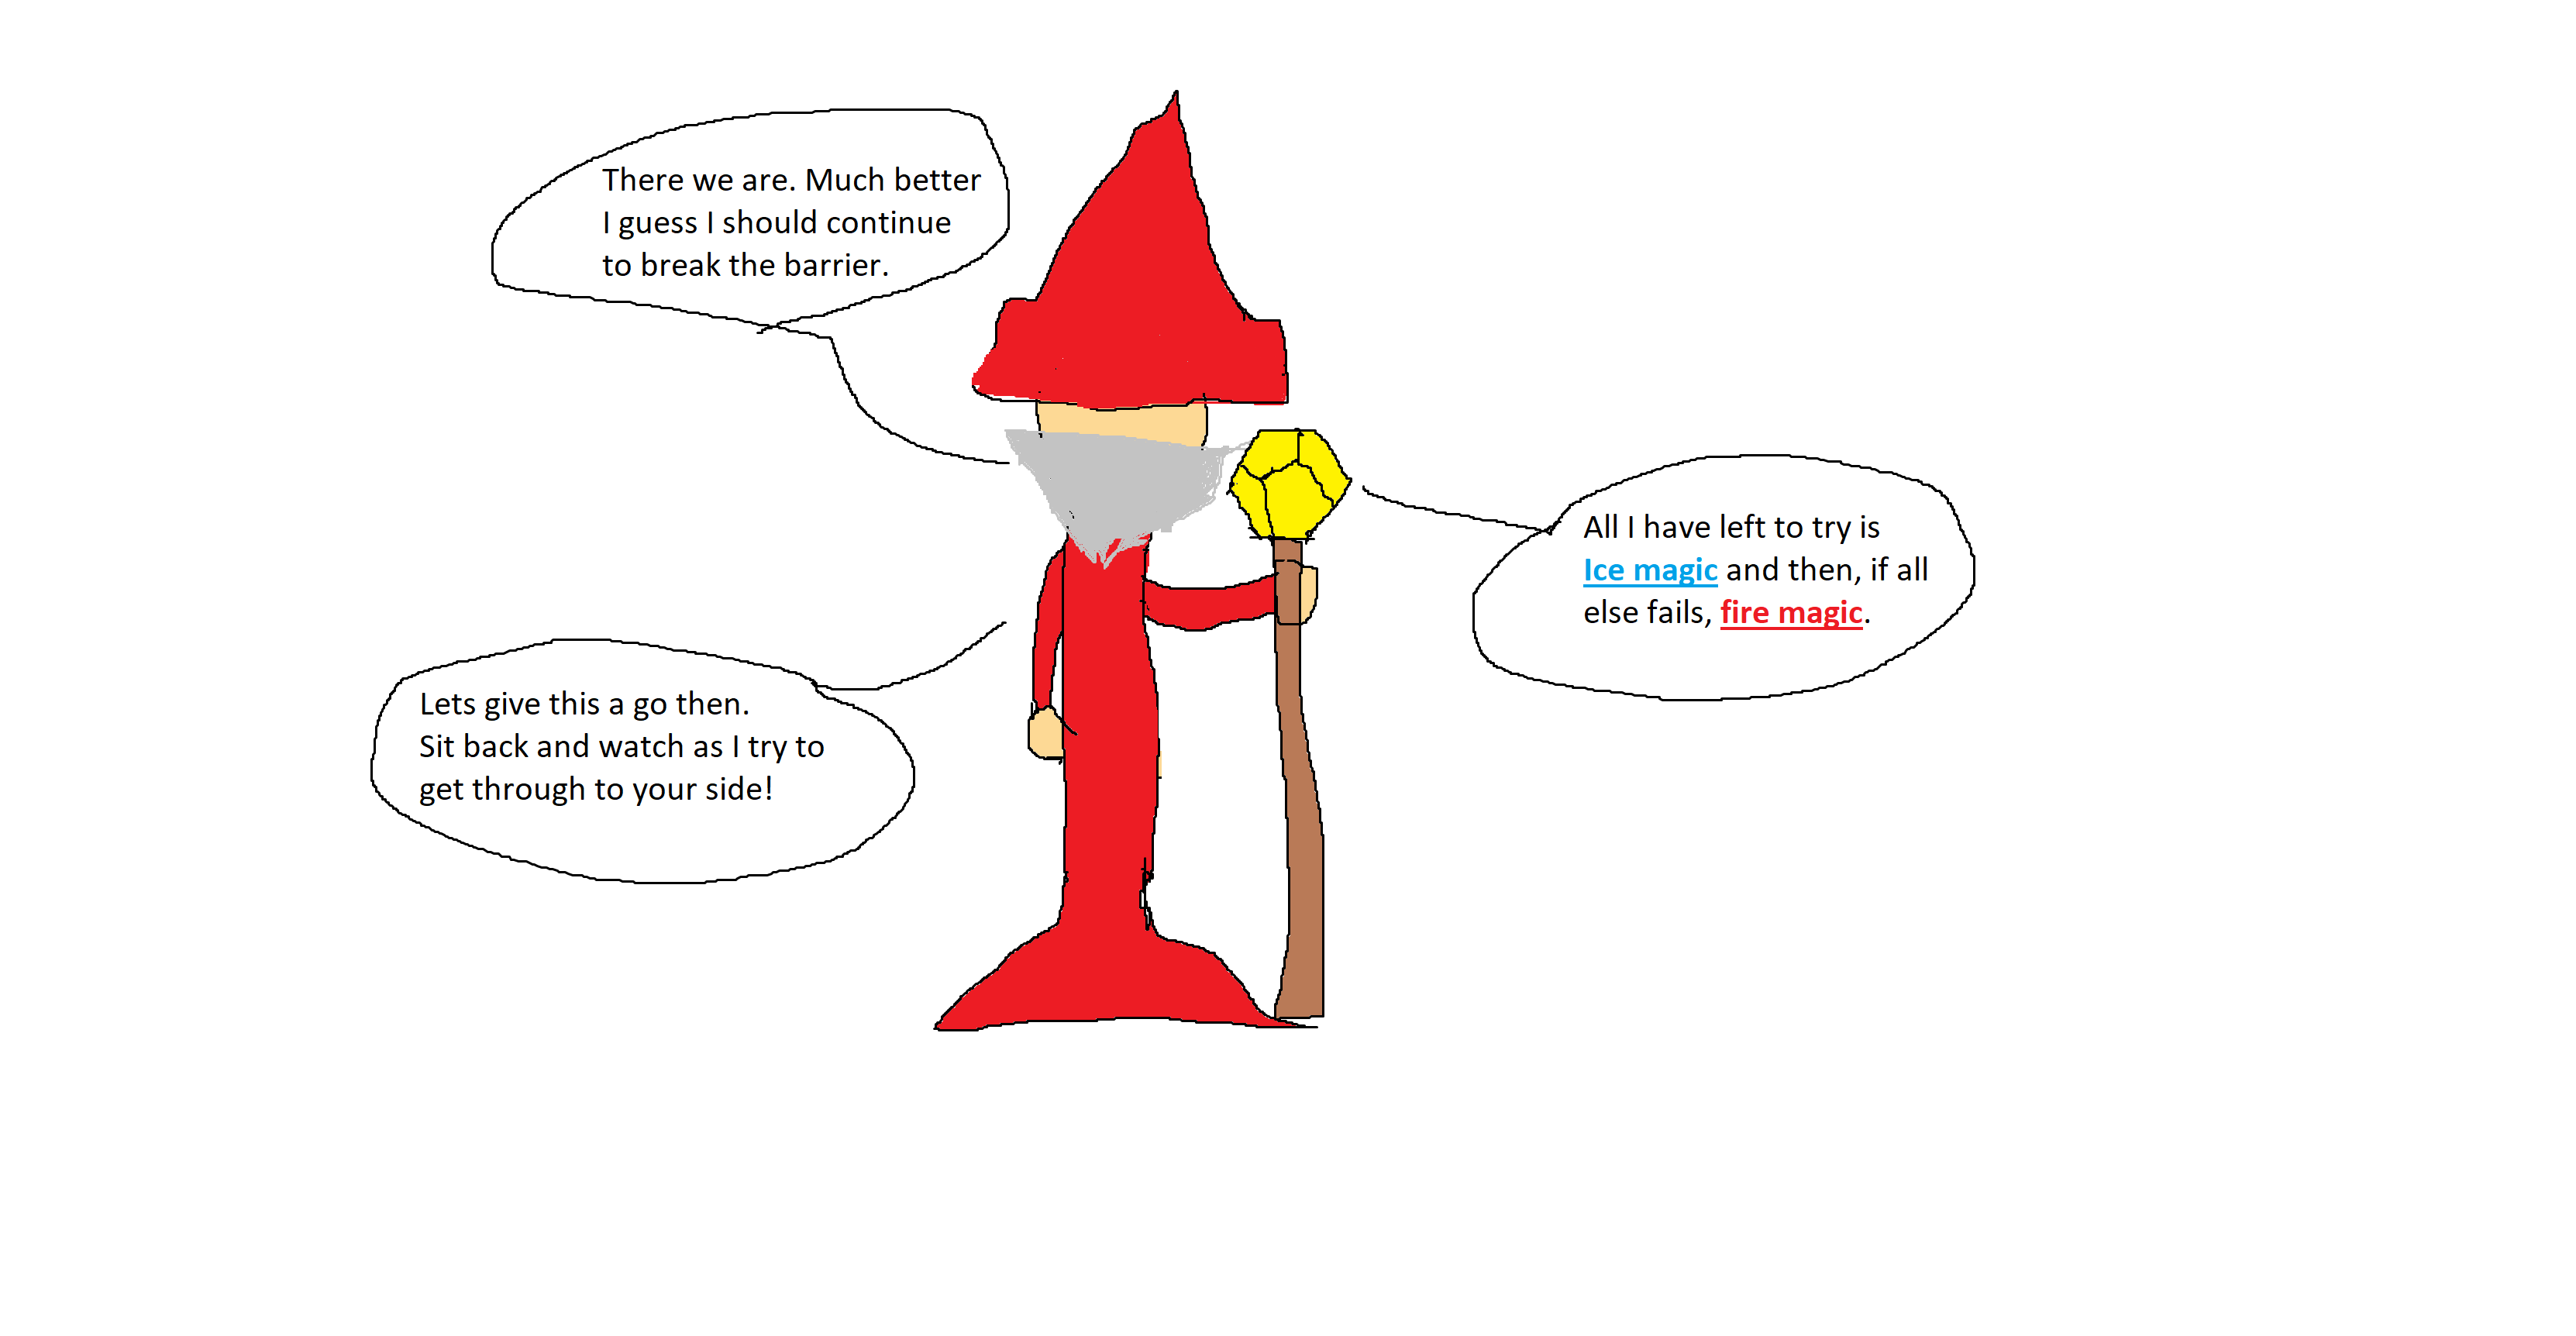 There we are. Much better
I guess I should continue
to break the barrier.
All I have left to try is
Ice magic and then, if all
else fails, fire magic.
Lets give this a go then.
Sit back and watch as I try to
get through to your side!